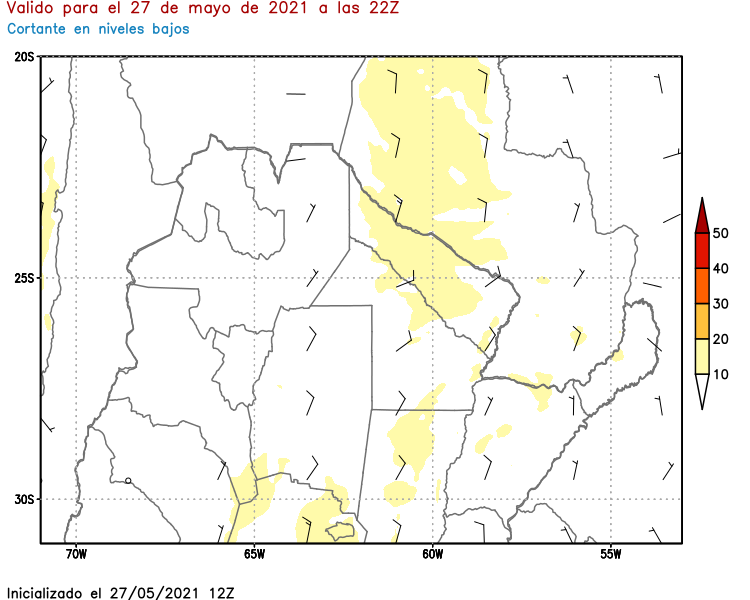 Valido para el 27 de mayo de 2021 a las 22Z
Cortante en niveles bajos
20S
25S
30S
70W
65W
60W
55W
50
40
30
20
10
Inicializado el 27/05/2021 12Z